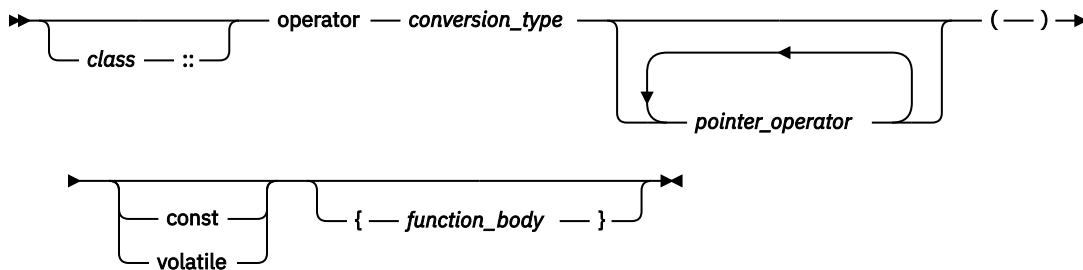 operator conversion_type ( )
class ::
pointer_operator
const { function_body }
volatile